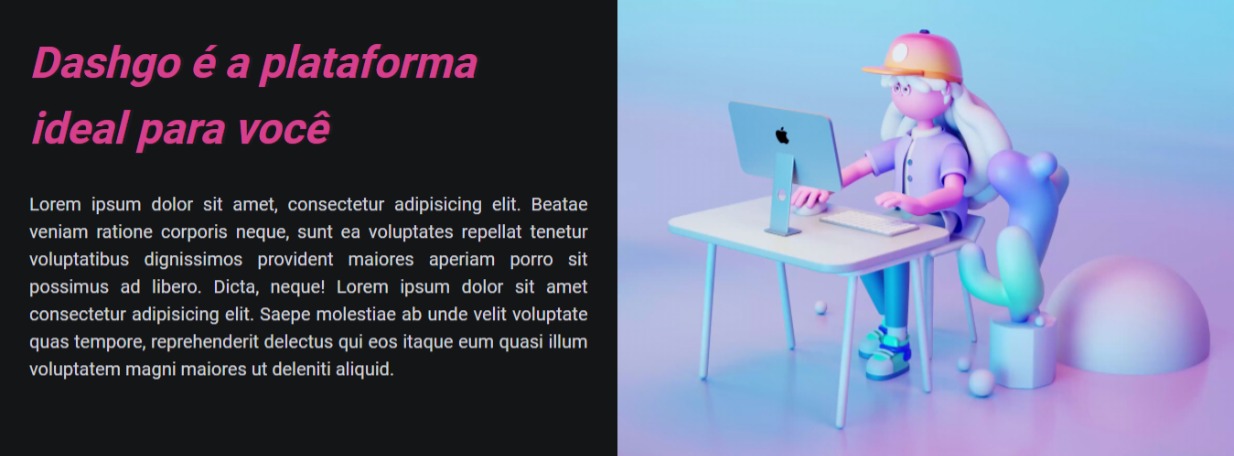 Dashgo é a plataforma
ideal para você
Lorem ipsum dolor sit amet, consectetur adipisicing elit. Beatae
veniam ratione corporis neque, sunt ea voluptates repellat tenetur
voluptatibus dignissimos provident maiores aperiam porro sit
possimus ad libero. Dicta, neque! Lorem ipsum dolor sit amet
consectetur adipisicing elit. Saepe molestiae ab unde velit voluptate
quas tempore, reprehenderit delectus qui eos itaque eum quasi illum
voluptatem magni maiores ut deleniti aliquid.